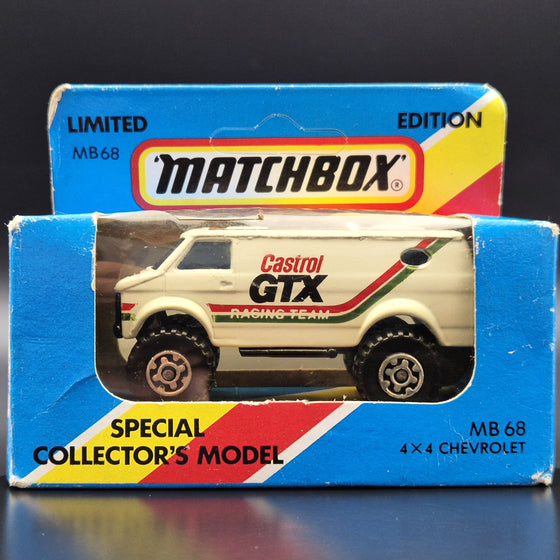 LIMITED EDITION
MB68
"MATCHBOX"®
Castrol
GTX
RACING TEAM
SPECIAL
COLLECTOR'S MODEL
MB 68
4×4 CHEVROLET